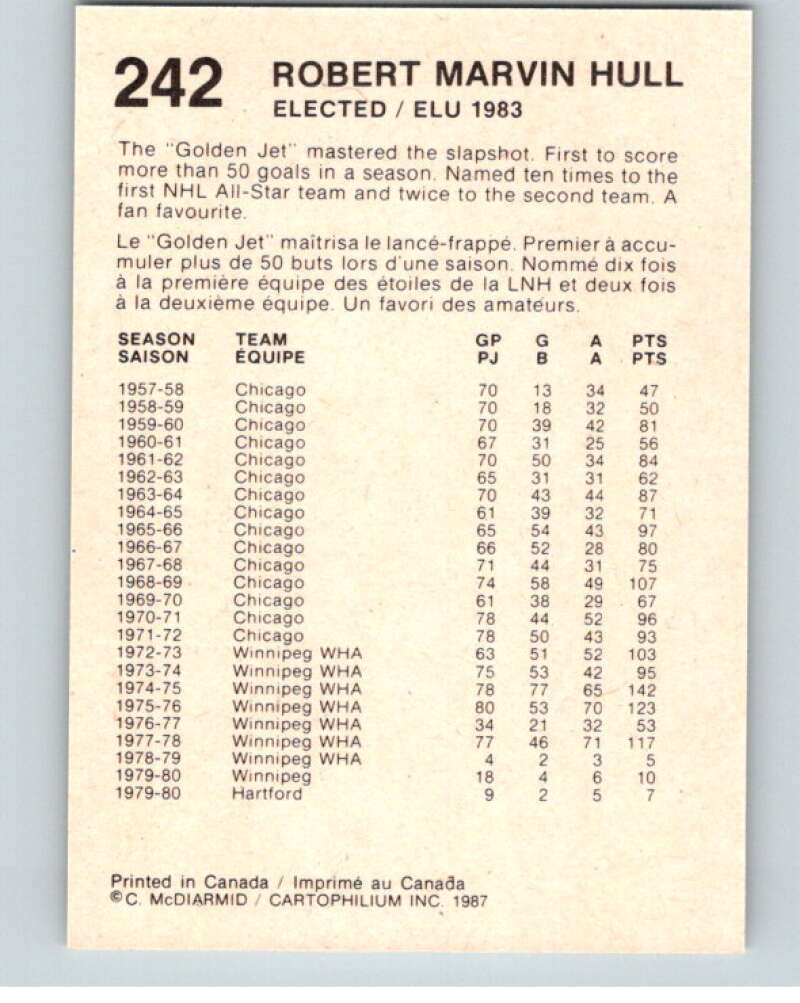 242 ROBERT MARVIN HULL
ELECTED / ELU 1983
The "Golden Jet" mastered the slapshot. First to score
more than 50 goals in a season. Named ten times to the
first NHL All-Star team and twice to the second team. A
fan favourite.
Le "Golden Jet" maîtrisa le lancé-frappé. Premier à accu-
muler plus de 50 buts lors d'une saison. Nommé dix fois
à la première équipe des étoiles de la LNH et deux fois
à la deuxième équipe. Un favori des amateurs.
SEASON TEAM GP G A PTS
SAISON ÉQUIPE PJ B A PTS
1957-58 Chicago 70 13 34 47
1958-59 Chicago 70 18 32 50
1959-60 Chicago 70 39 42 81
1960-61 Chicago 67 31 25 56
1961-62 Chicago 70 50 34 84
1962-63 Chicago 65 31 31 62
1963-64 Chicago 70 43 44 87
1964-65 Chicago 61 39 32 71
1965-66 Chicago 65 54 43 97
1966-67 Chicago 66 52 28 80
1967-68 Chicago 71 44 31 75
1968-69 Chicago 74 58 49 107
1969-70 Chicago 61 38 29 67
1970-71 Chicago 78 44 52 96
1971-72 Chicago 78 50 43 93
1972-73 Winnipeg WHA 63 51 52 103
1973-74 Winnipeg WHA 75 53 42 95
1974-75 Winnipeg WHA 78 77 65 142
1975-76 Winnipeg WHA 80 53 70 123
1976-77 Winnipeg WHA 34 21 32 53
1977-78 Winnipeg WHA 77 46 71 117
1978-79 Winnipeg WHA 4 2 3 5
1979-80 Winnipeg 18 4 6 10
1979-80 Hartford 9 2 5 7
Printed in Canada / Imprimé au Canada
©C. McDIARMID / CARTOPHILIUM INC. 1987